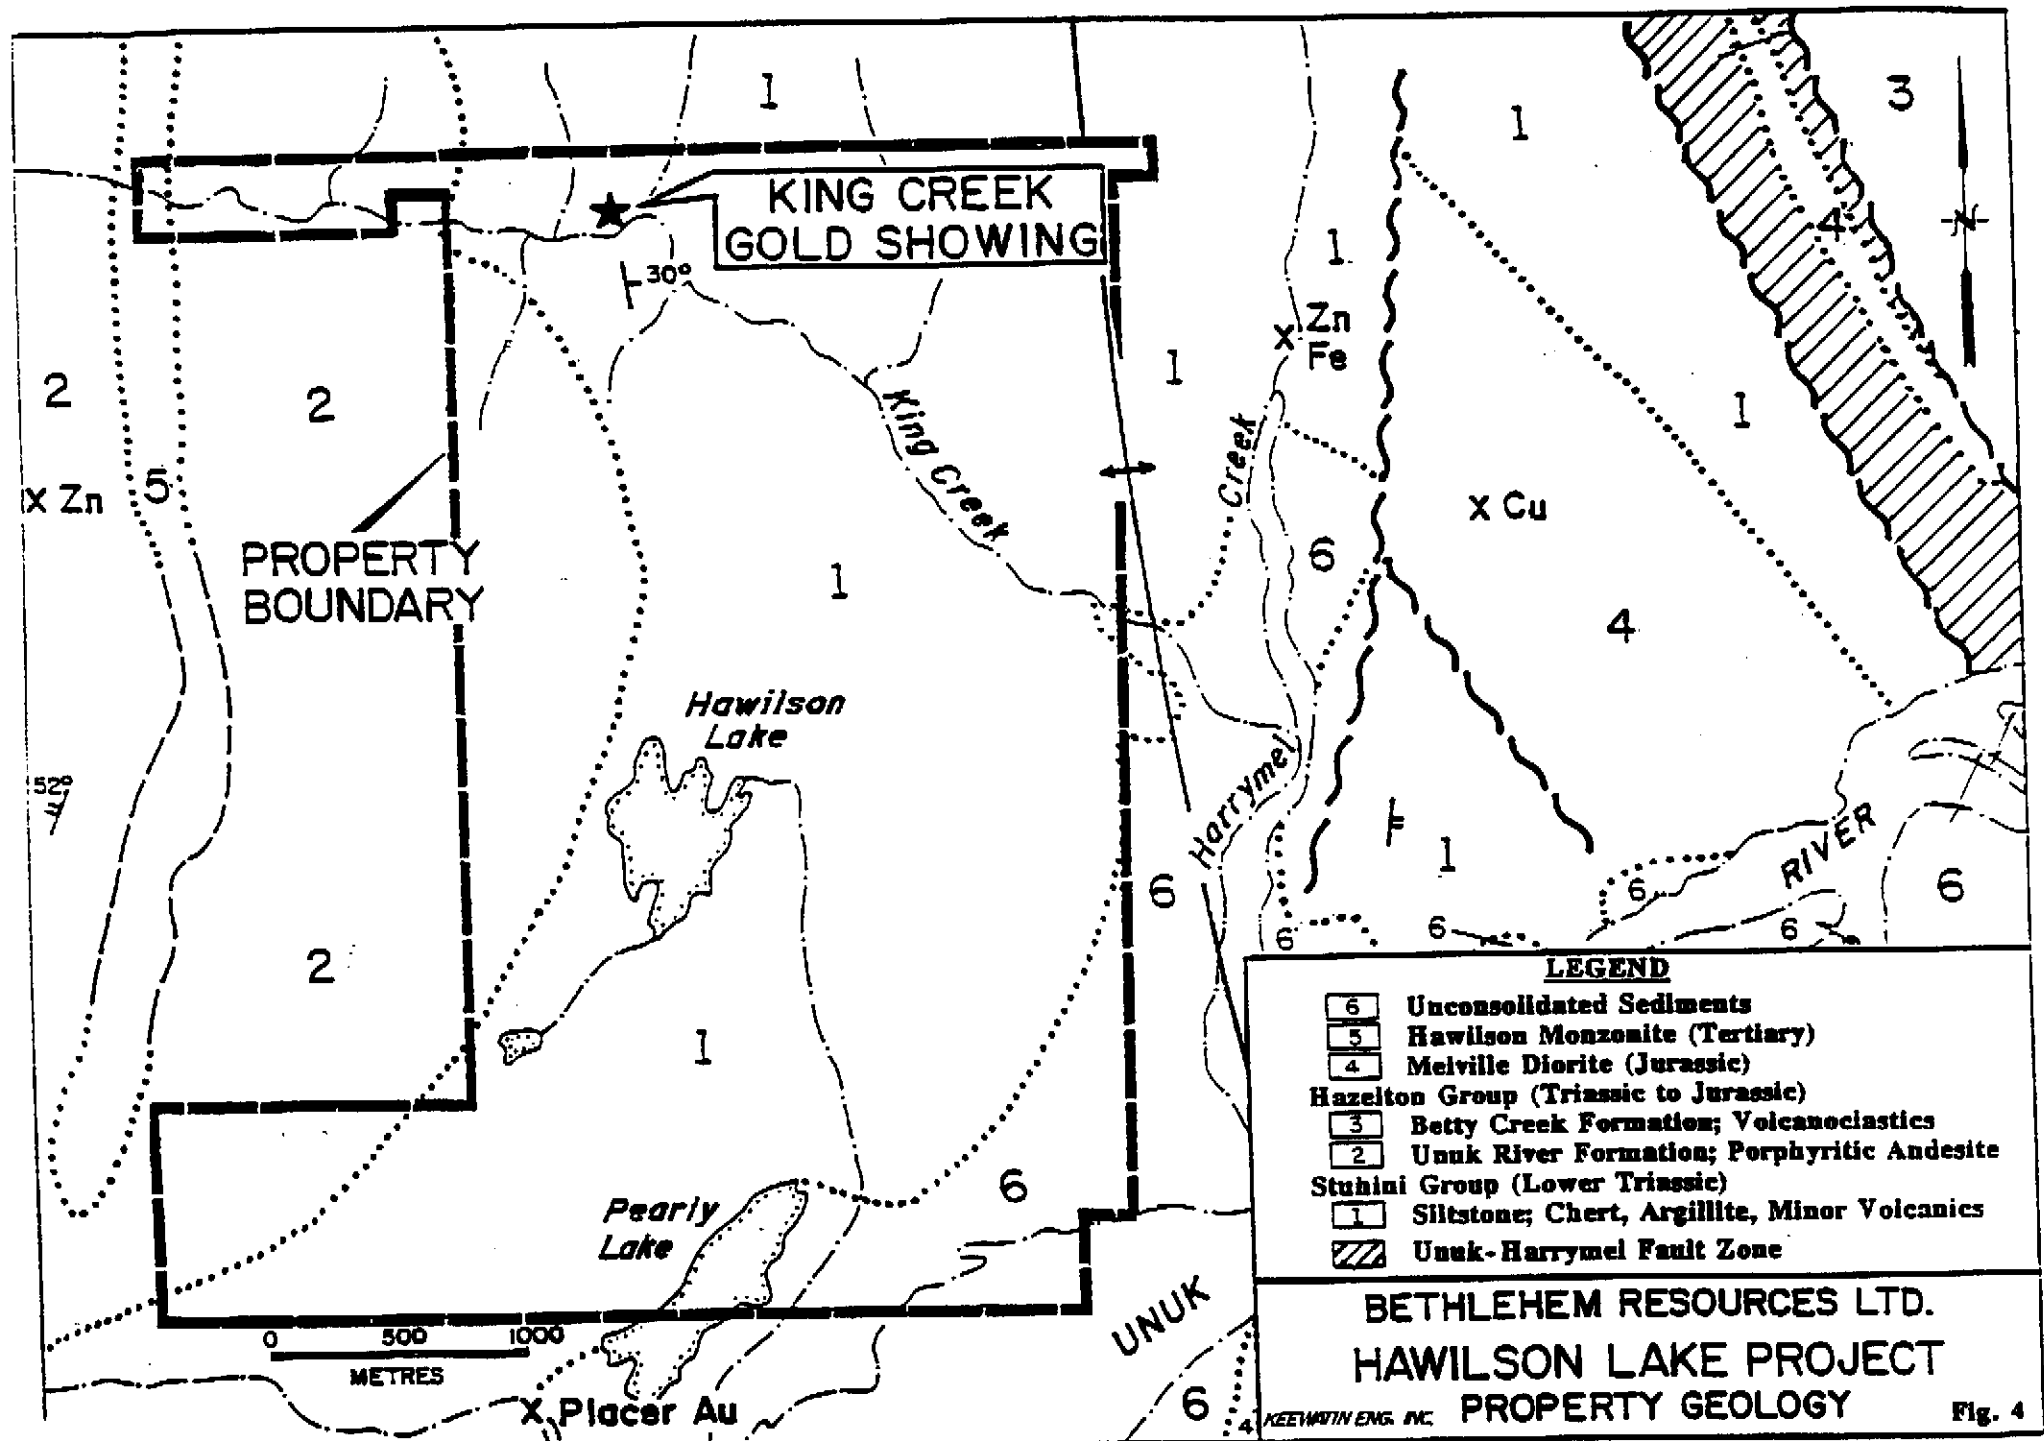 1
3
1
KING CREEK
GOLD SHOWING
4
N
1
30°
Zn
Fe
1
2
2
1
King Creek
Creek
x Zn
5
x Cu
6
PROPERTY
BOUNDARY
1
4
Hawilson
Lake
52°
Harrymel
RIVER
1
6
6
6
6
6
6
2
1
LEGEND
6 Unconsolidated Sediments
5 Hawilson Monzonite (Tertiary)
4 Melville Diorite (Jurassic)
Hazelton Group (Triassic to Jurassic)
3 Betty Creek Formation; Volcanoclastics
2 Unuk River Formation; Porphyritic Andesite
Stuhini Group (Lower Triassic)
1 Siltstone; Chert, Argillite, Minor Volcanics
Unuk-Harrymel Fault Zone
6
Pearly
Lake
UNUK
0 500 1000
METRES
x Placer Au
6
4
BETHLEHEM RESOURCES LTD.
HAWILSON LAKE PROJECT
PROPERTY GEOLOGY
KEEWATIN ENG. INC.
Fig. 4